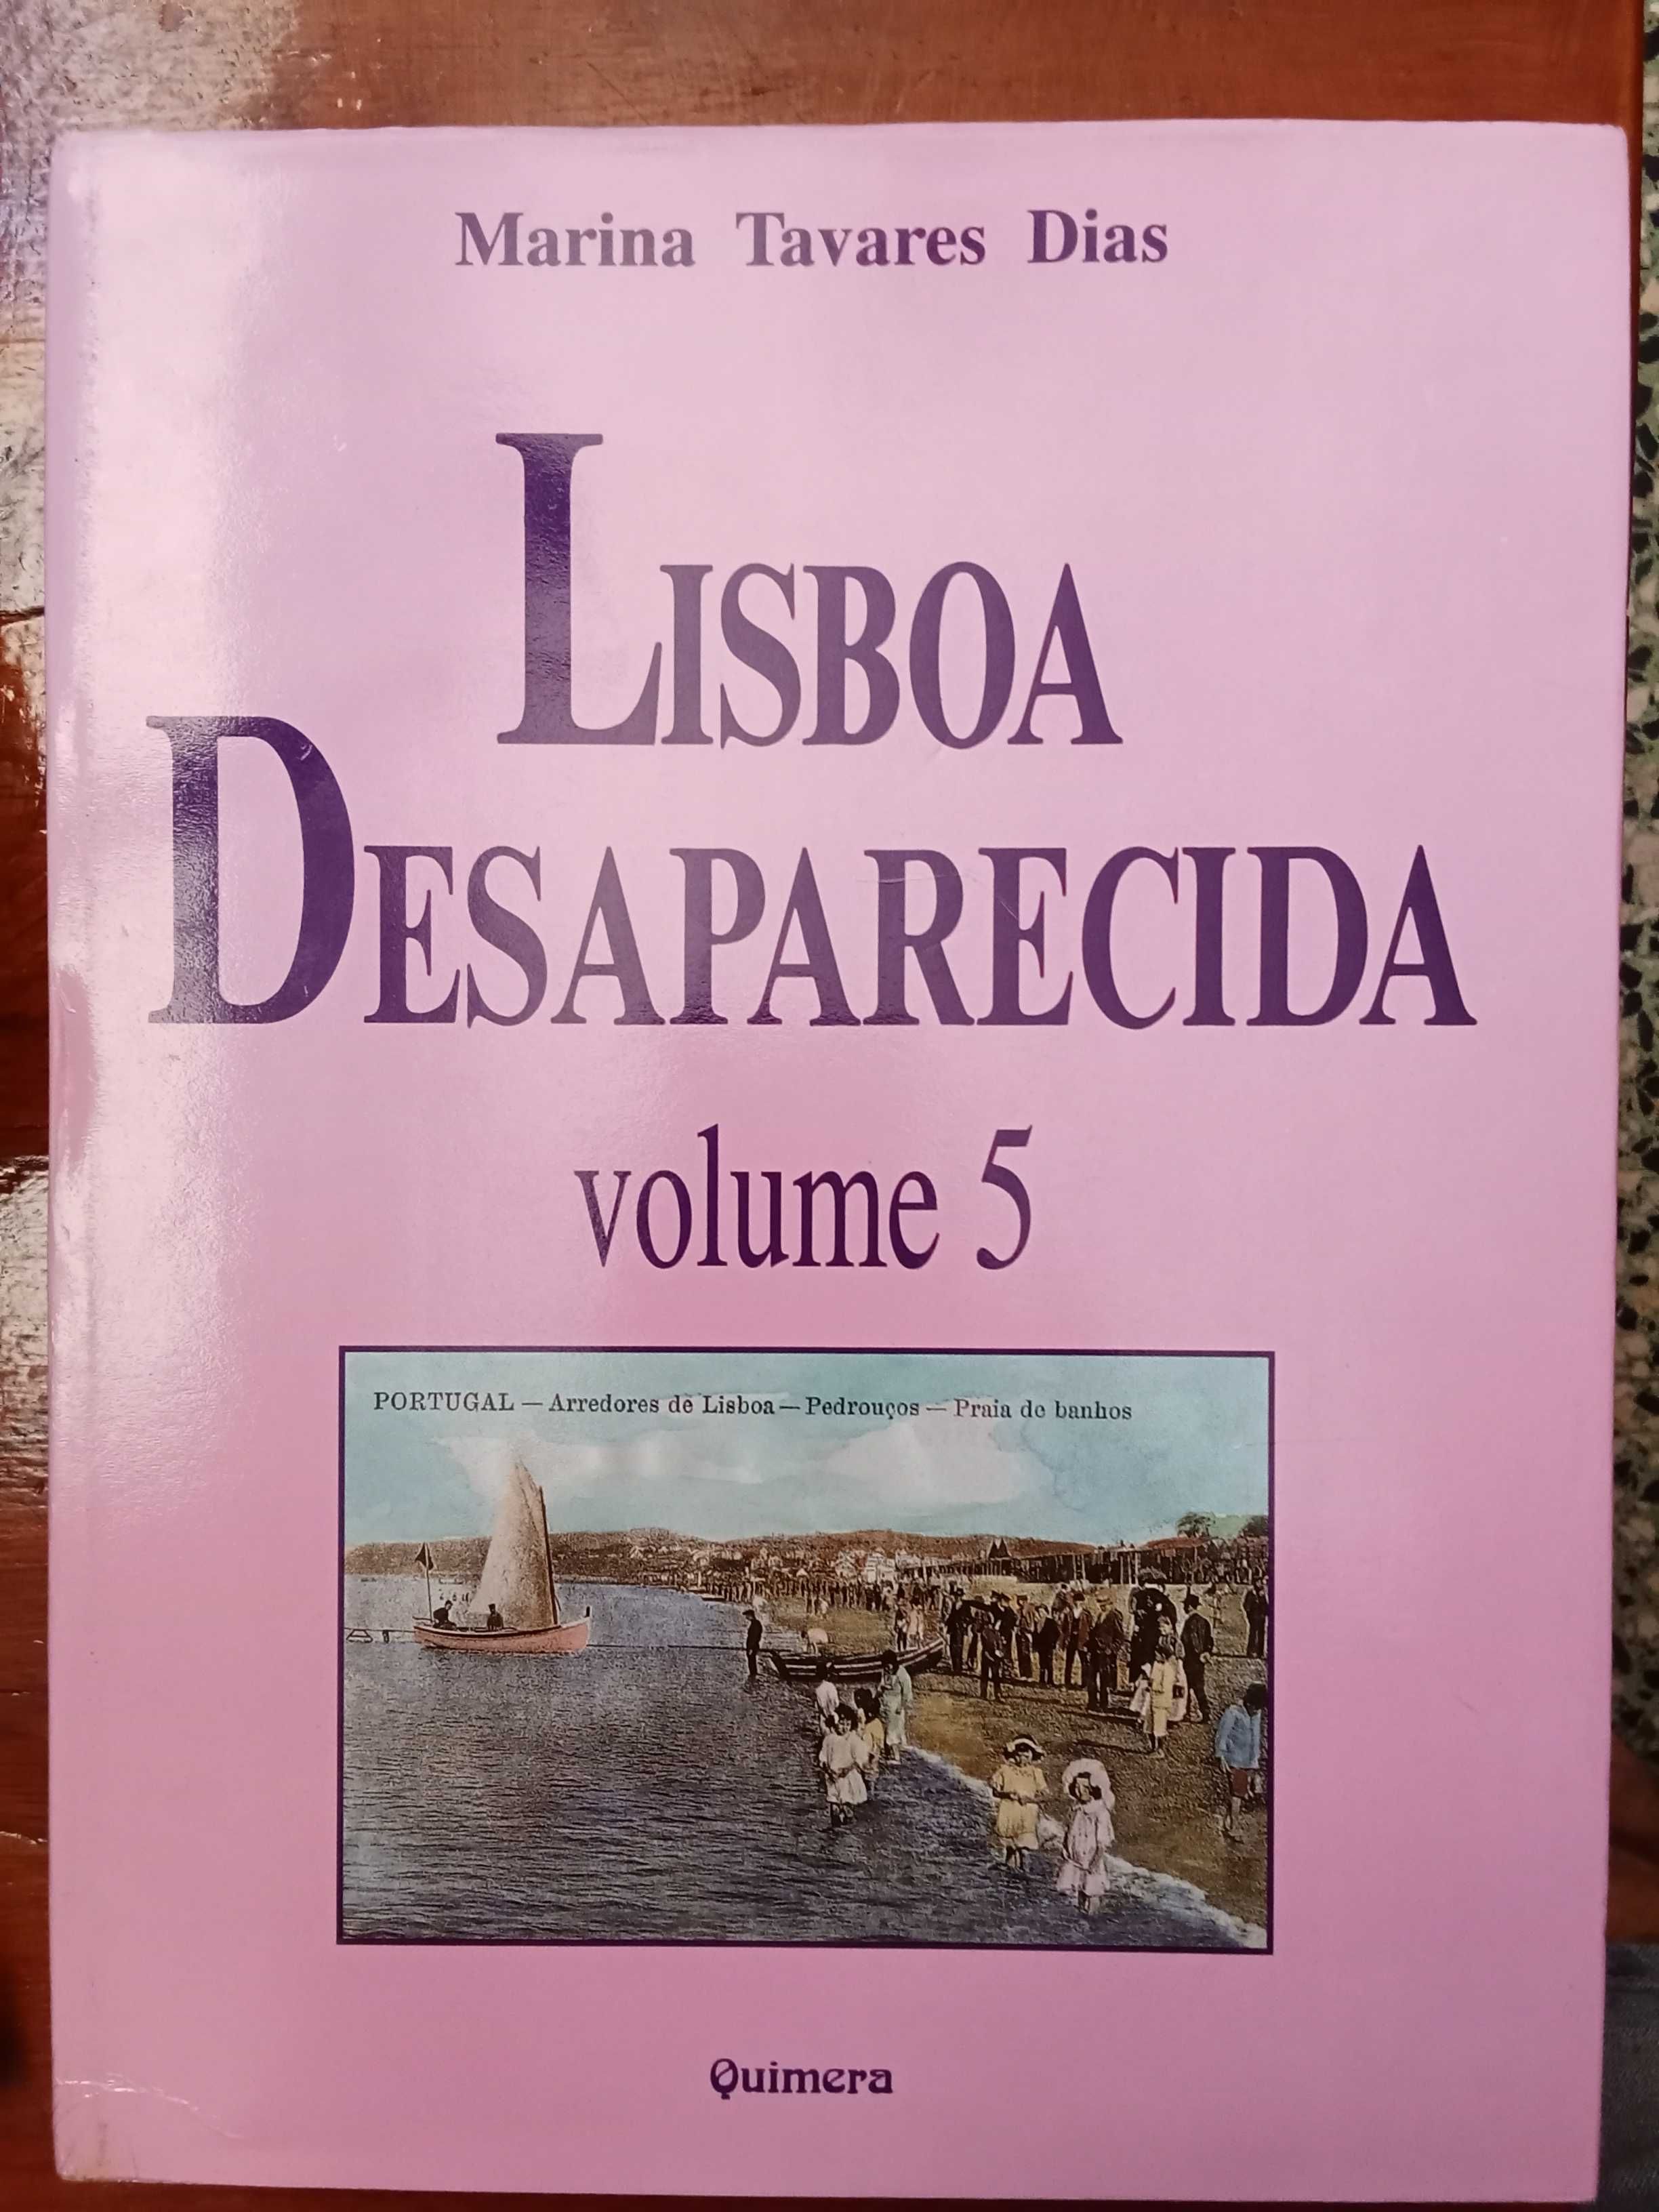 Marina Tavares Dias
LISBOA
DESAPARECIDA
volume 5
PORTUGAL — Arredores de Lisboa — Pedrouços — Praia de banhos
Quimera